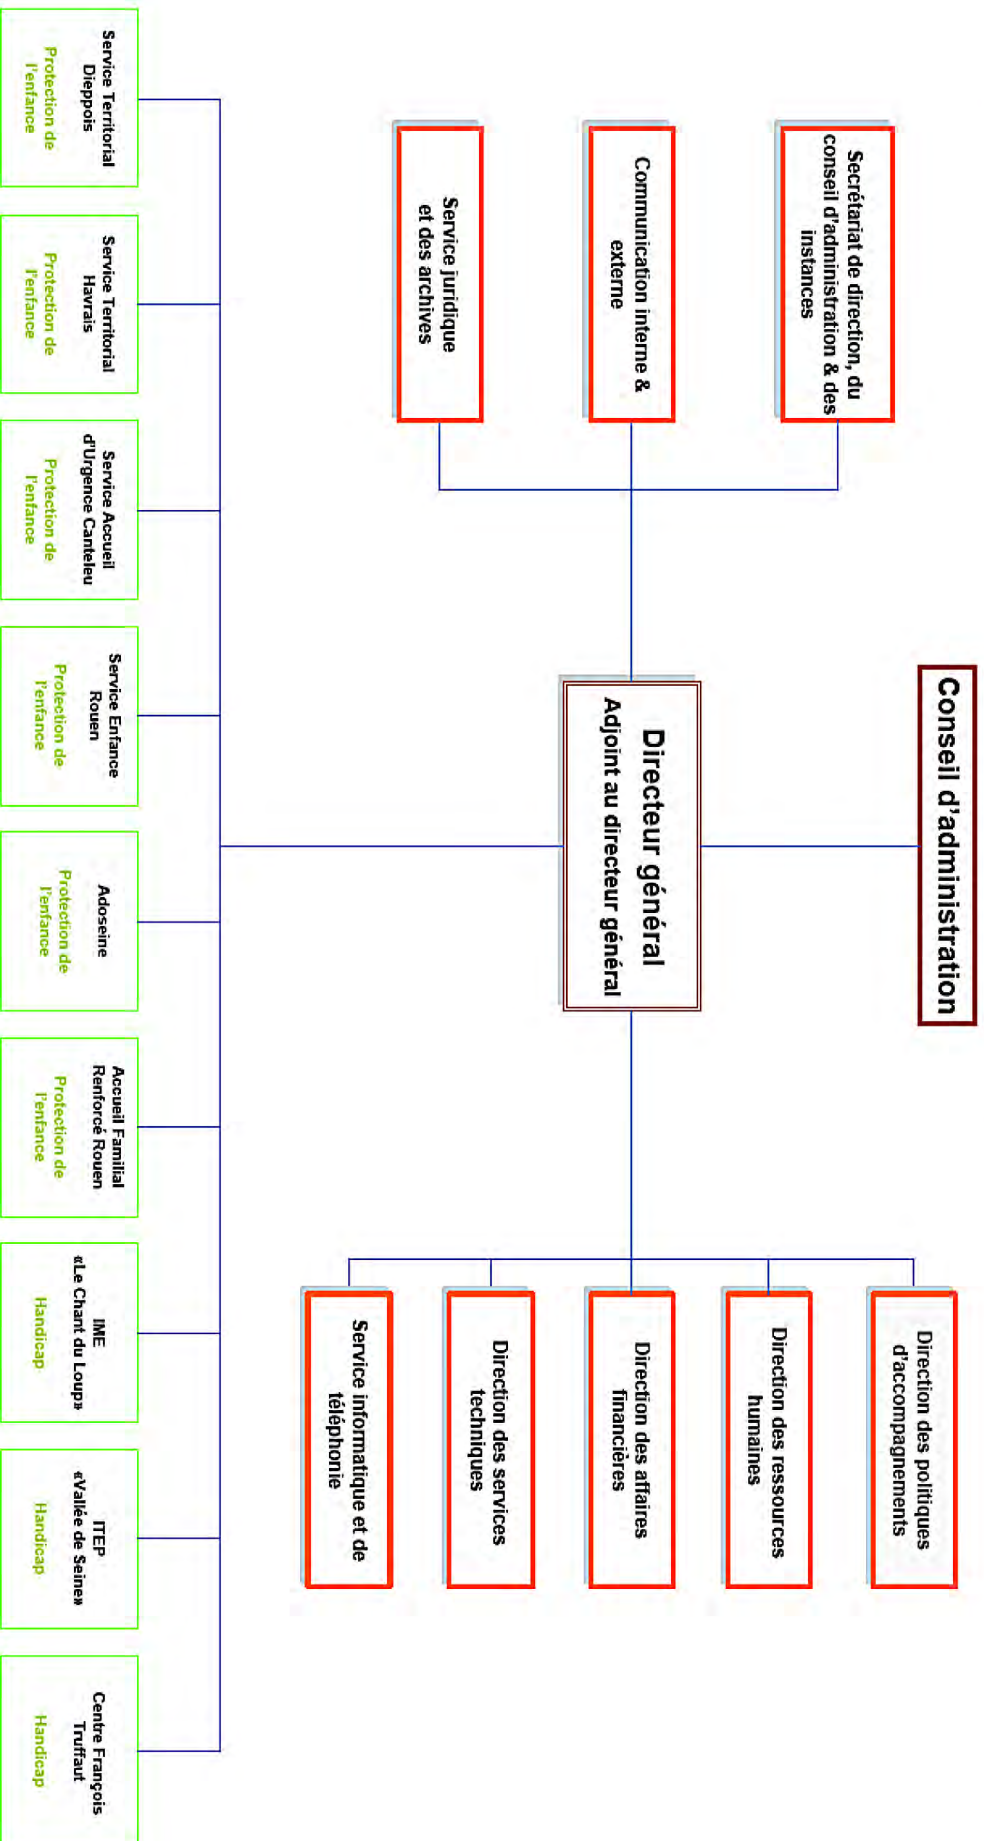 Conseil d'administration
Secrétariat de direction, du
conseil d'administration & des
instances
Communication interne &
externe
Service juridique
et des archives
Directeur général
Adjoint au directeur général
Direction des politiques
d'accompagnements
Direction des ressources
humaines
Direction des affaires
financières
Direction des services
techniques
Service informatique et de
téléphonie
Service Territorial
Dieppois
Protection de
l'enfance
Service Territorial
Havrais
Protection de
l'enfance
Service Accueil
d'Urgence Canteleu
Protection de
l'enfance
Service Enfance
Rouen
Protection de
l'enfance
Adoseine
Protection de
l'enfance
Accueil Familial
Renforcé Rouen
Protection de
l'enfance
IME
«Le Chant du Loup»
Handicap
ITEP
«Vallée de Seine»
Handicap
Centre François
Truffaut
Handicap